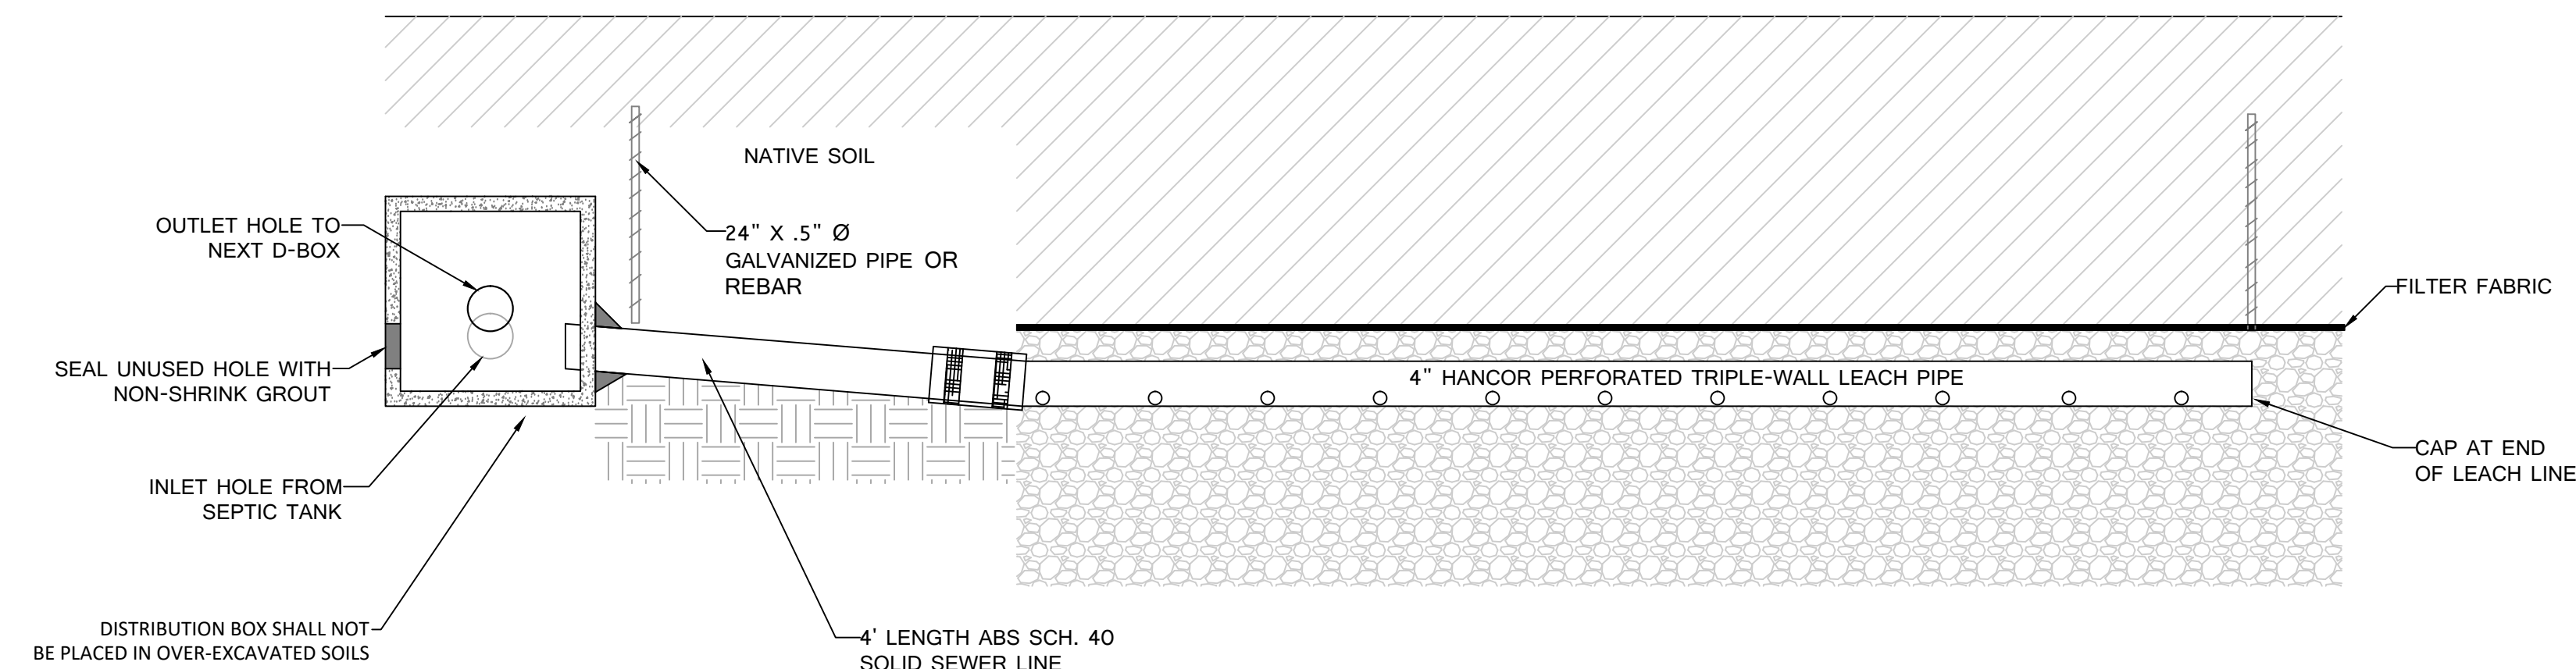 NATIVE SOIL
OUTLET HOLE TO
NEXT D-BOX
24" X .5" Ø
GALVANIZED PIPE OR
REBAR
FILTER FABRIC
SEAL UNUSED HOLE WITH
NON-SHRINK GROUT
4" HANCOR PERFORATED TRIPLE-WALL LEACH PIPE
CAP AT END
OF LEACH LINE
INLET HOLE FROM
SEPTIC TANK
DISTRIBUTION BOX SHALL NOT
BE PLACED IN OVER-EXCAVATED SOILS
4' LENGTH ABS SCH. 40
SOLID SEWER LINE